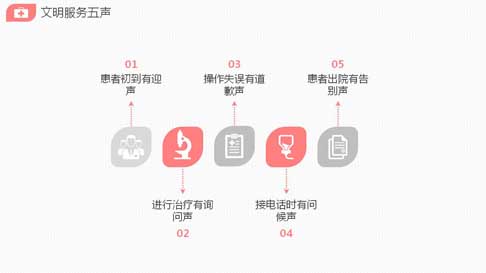 文明服务五声
01
患者初到有迎
声
03
操作失误有道
歉声
05
患者出院有告
别声
进行治疗有询
问声
02
接电话时有问
候声
04